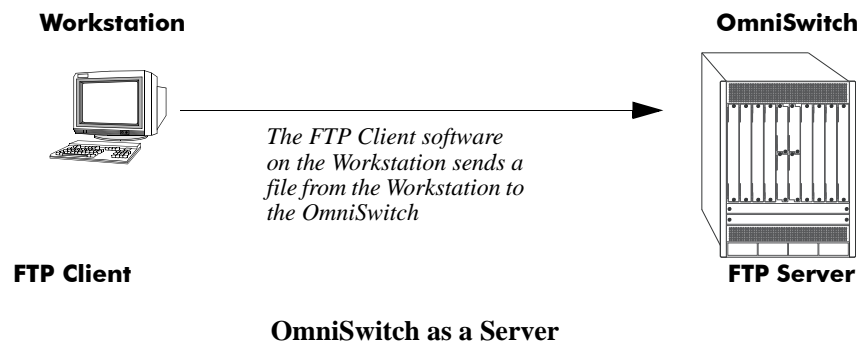 Workstation
OmniSwitch
The FTP Client software
on the Workstation sends a
file from the Workstation to
the OmniSwitch
FTP Client
FTP Server
OmniSwitch as a Server